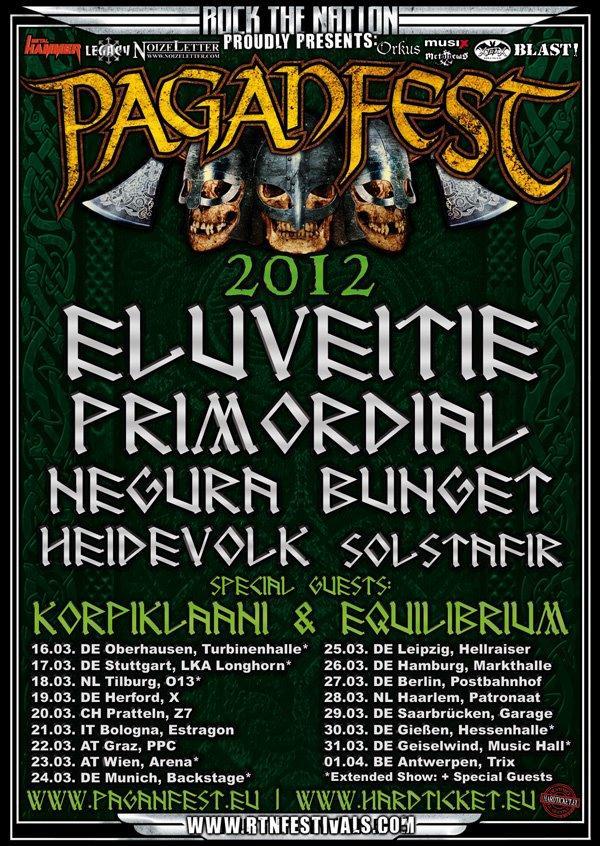 ROCK THE NATION
PROUDLY PRESENTS:
METAL HAMMER
LEGACY
NOIZELETTER
WWW.NOIZELETTER.COM
Orkus
musix
METALNEWS
BLAST!
PAGANFEST
2012
ELUVEITIE
PRIMORDIAL
NEGURA BUNGET
HEIDEVOLK SOLSTAFIR
SPECIAL GUESTS:
KORPIKLAANI & EQUILIBRIUM
16.03. DE Oberhausen, Turbinenhalle*
17.03. DE Stuttgart, LKA Longhorn*
18.03. NL Tilburg, O13*
19.03. DE Herford, X
20.03. CH Pratteln, Z7
21.03. IT Bologna, Estragon
22.03. AT Graz, PPC
23.03. AT Wien, Arena*
24.03. DE Munich, Backstage*
25.03. DE Leipzig, Hellraiser
26.03. DE Hamburg, Markthalle
27.03. DE Berlin, Postbahnhof
28.03. NL Haarlem, Patronaat
29.03. DE Saarbrücken, Garage
30.03. DE Gießen, Hessenhalle*
31.03. DE Geiselwind, Music Hall*
01.04. BE Antwerpen, Trix
*Extended Show: + Special Guests
WWW.PAGANFEST.EU | WWW.HARDTICKET.EU
HARDTICKET.EU
WWW.RTNFESTIVALS.COM